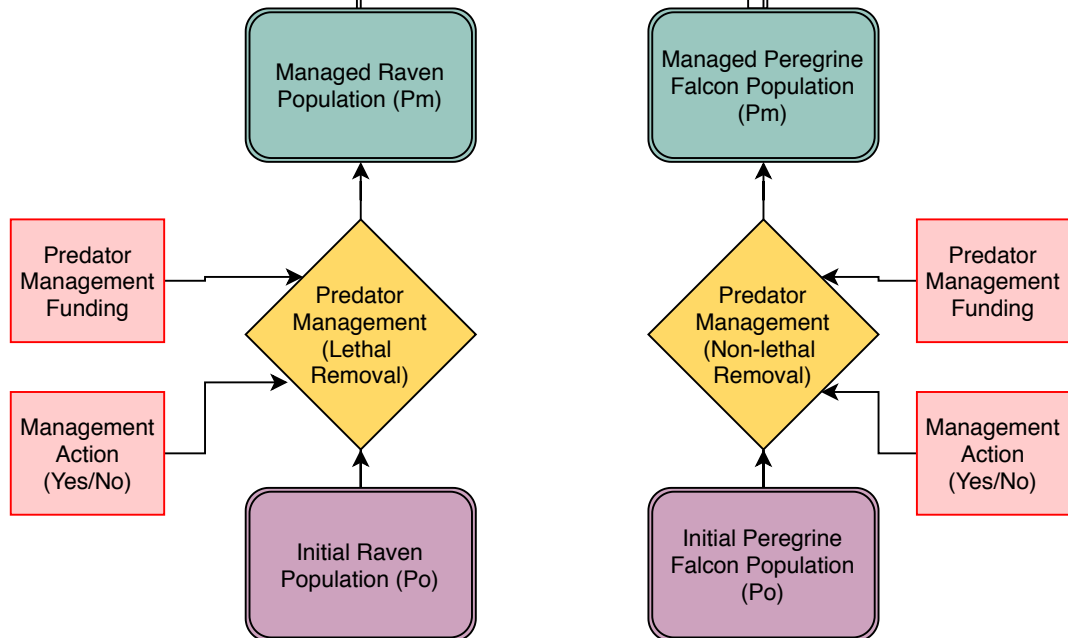 Managed Raven
Population (Pm)
Managed Peregrine
Falcon Population
(Pm)
Predator
Management
Funding
Predator
Management
(Lethal
Removal)
Predator
Management
(Non-lethal
Removal)
Predator
Management
Funding
Management
Action
(Yes/No)
Management
Action
(Yes/No)
Initial Raven
Population (Po)
Initial Peregrine
Falcon Population
(Po)